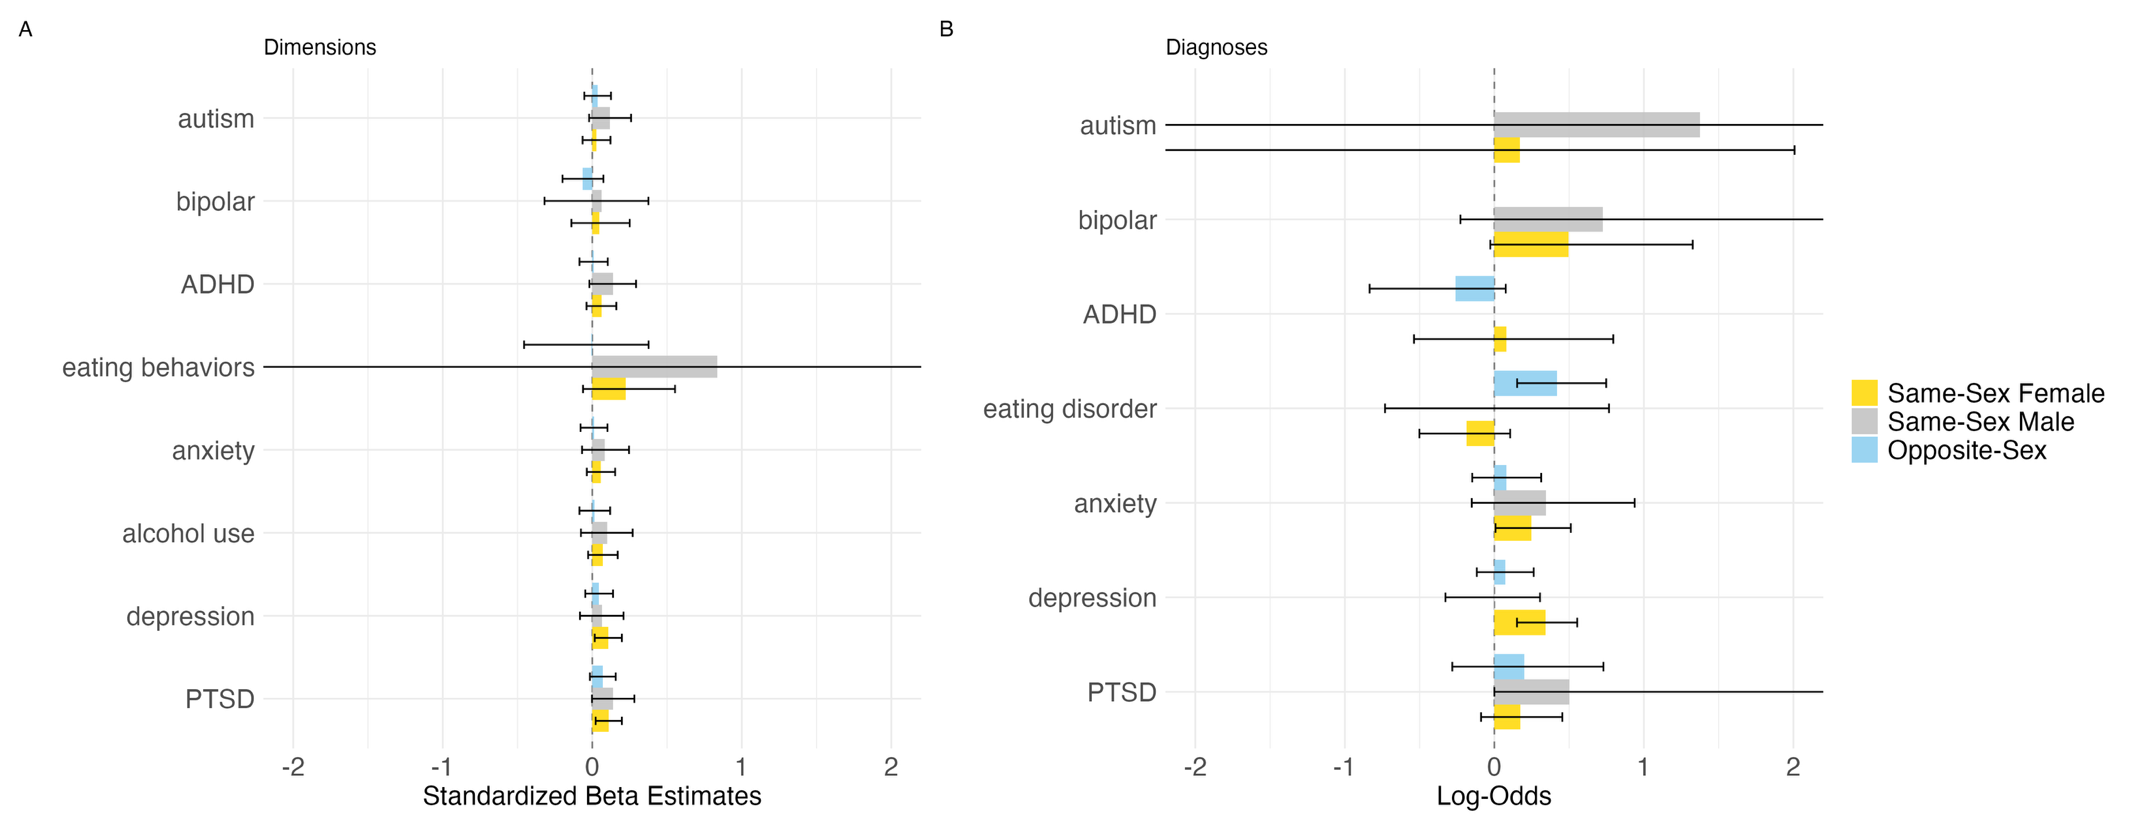 A
Dimensions
autism
bipolar
ADHD
eating behaviors
anxiety
alcohol use
depression
PTSD
-2 -1 0 1 2
Standardized Beta Estimates
B
Diagnoses
autism
bipolar
ADHD
eating disorder
anxiety
depression
PTSD
-2 -1 0 1 2
Log-Odds
Same-Sex Female
Same-Sex Male
Opposite-Sex